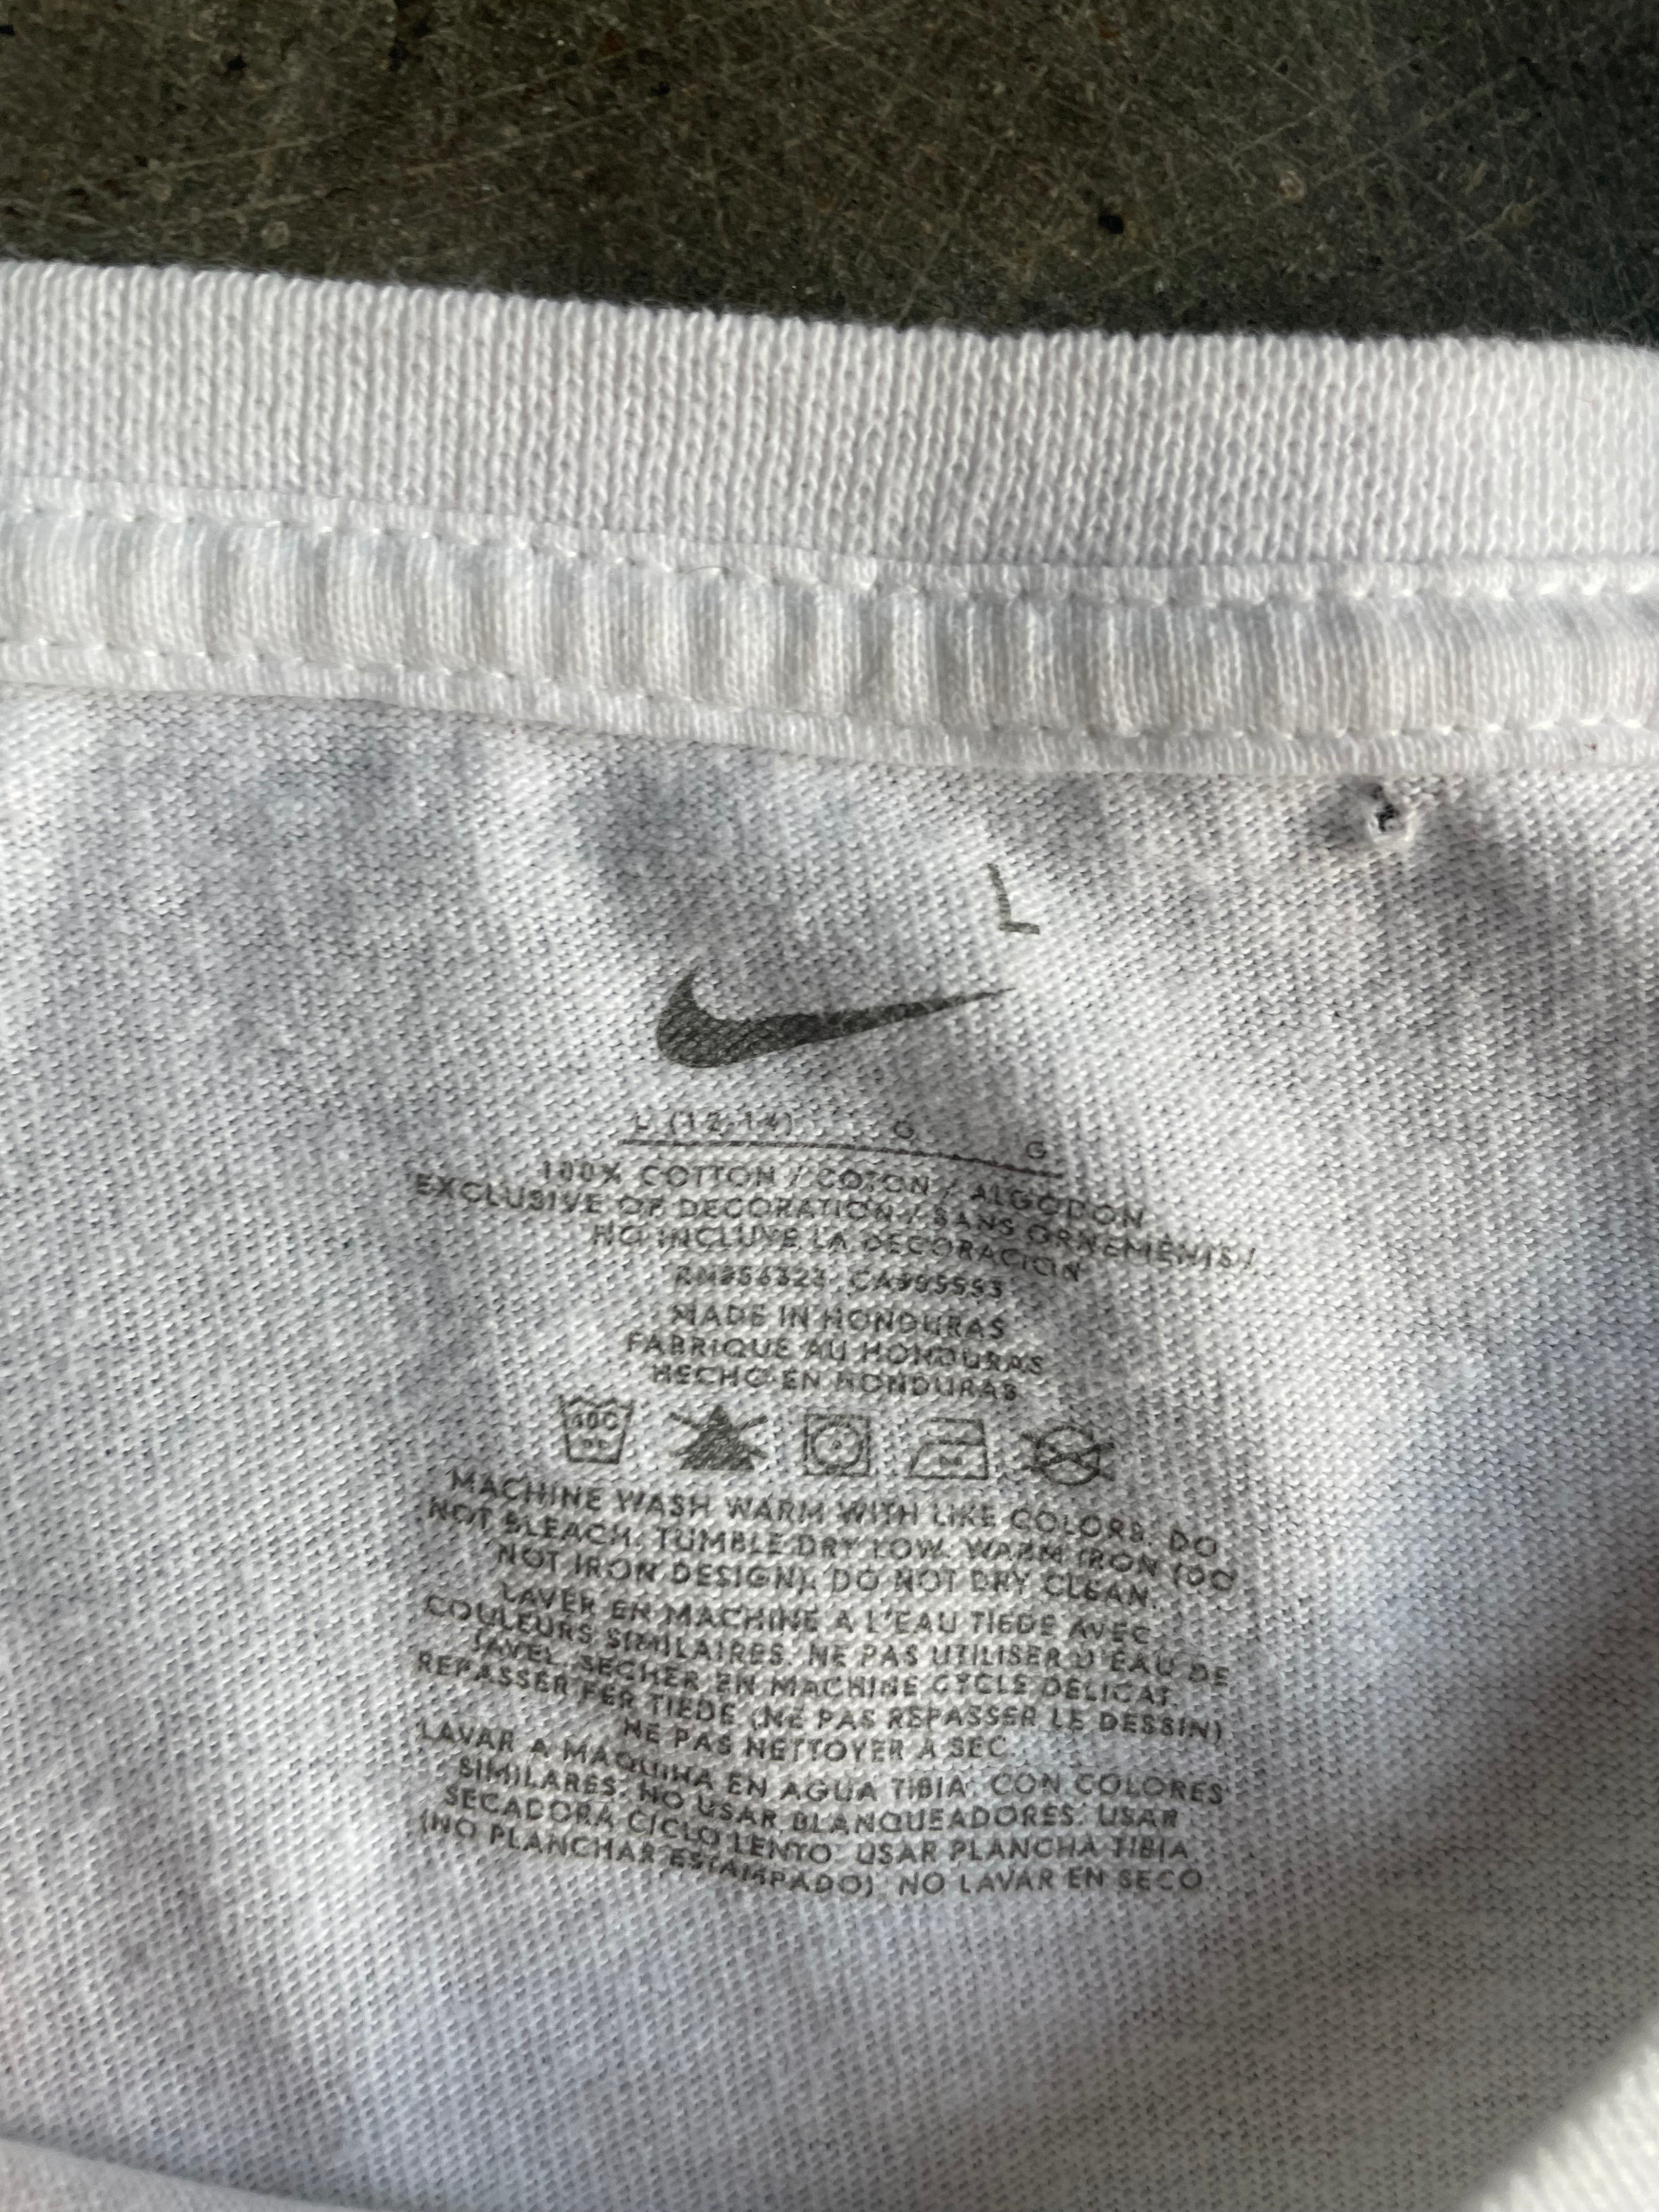 L
L (12-14) G G
100% COTTON / COTON / ALGODON
EXCLUSIVE OF DECORATION / SANS ORNEMENTS /
NO INCLUYE LA DECORACION
RN#56323 CA#05553
MADE IN HONDURAS
FABRIQUE AU HONDURAS
HECHO EN HONDURAS
40C
MACHINE WASH WARM WITH LIKE COLORS. DO
NOT BLEACH. TUMBLE DRY LOW. WARM IRON (DO
NOT IRON DESIGN). DO NOT DRY CLEAN.
LAVER EN MACHINE A L'EAU TIEDE AVEC
COULEURS SIMILAIRES. NE PAS UTILISER D'EAU DE
JAVEL. SECHER EN MACHINE CYCLE DELICAT.
REPASSER FER TIEDE (NE PAS REPASSER LE DESSIN)
NE PAS NETTOYER A SEC.
LAVAR A MAQUINA EN AGUA TIBIA. CON COLORES
SIMILARES. NO USAR BLANQUEADORES. USAR
SECADORA CICLO LENTO. USAR PLANCHA TIBIA
(NO PLANCHAR ESTAMPADO). NO LAVAR EN SECO